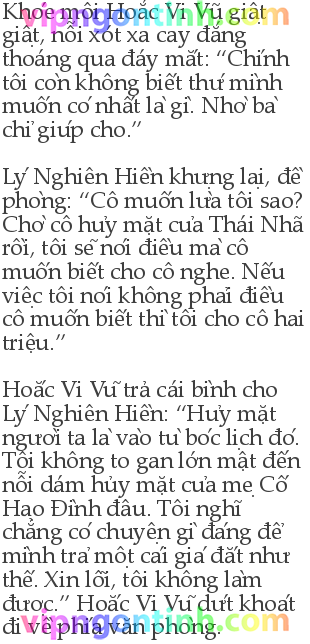 Khoé môi Hoắc Vi Vũ giật
giật, nỗi xót xa cay đắng
thoáng qua đáy mắt: “Chính
tôi còn không biết thứ mình
muốn có nhất là gì. Nhờ bà
chỉ giúp cho.”
Lý Nghiên Hiền khựng lại, đề
phòng: “Cô muốn lừa tôi sao?
Chờ cô hủy mặt của Thái Nhã
rồi, tôi sẽ nói điều mà cô
muốn biết cho cô nghe. Nếu
việc tôi nói không phải điều
cô muốn biết thì tôi cho cô hai
triệu.”
Hoắc Vi Vũ trả cái bình cho
Lý Nghiên Hiền: “Hủy mặt
người ta là vào tù bóc lịch đó.
Tôi không to gan lớn mật đến
nỗi dám hủy mặt của mẹ Cố
Hạo Đình đâu. Tôi nghĩ
chẳng có chuyện gì đáng để
mình trả một cái giá đắt như
thế. Xin lỗi, tôi không làm
được.” Hoắc Vi Vũ dứt khoát
đi về phía văn phòng.
vipngontinh.com
vipngontinh.com
vipngontinh.com